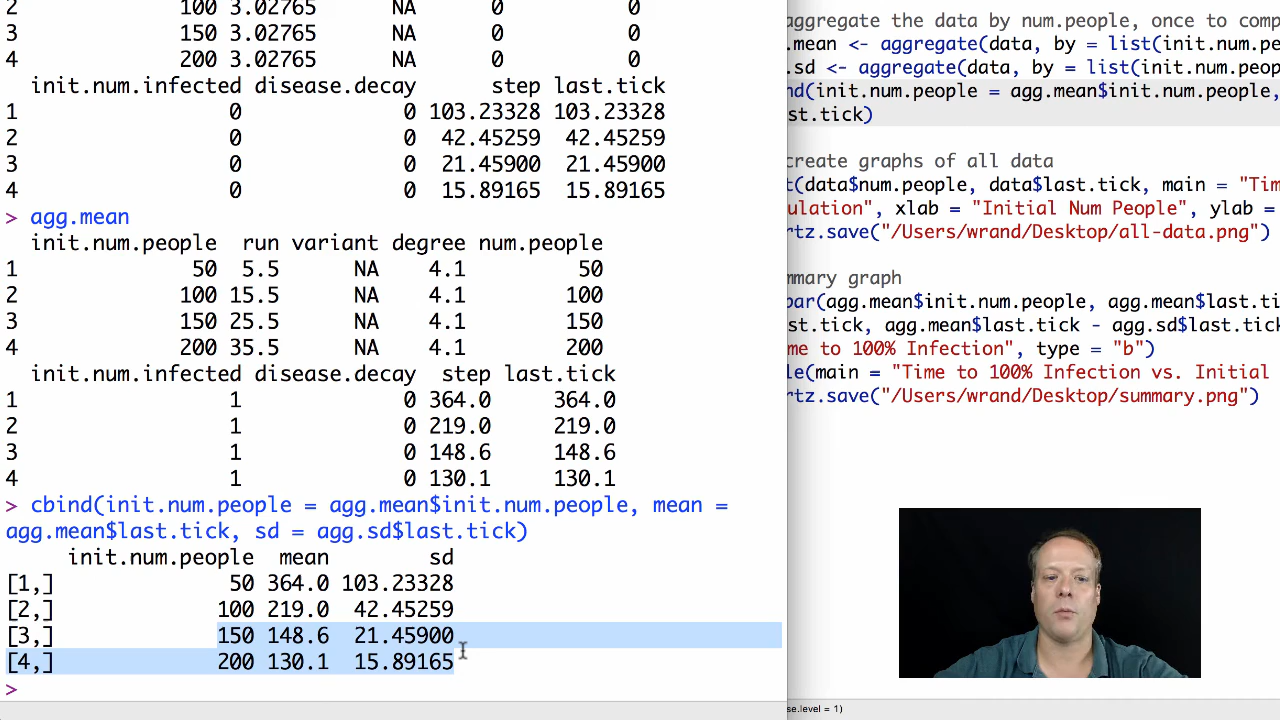 2 100 3.02765 NA 0 0
3 150 3.02765 NA 0 0
4 200 3.02765 NA 0 0
init.num.infected disease.decay step last.tick
1 0 0 103.23328 103.23328
2 0 0 42.45259 42.45259
3 0 0 21.45900 21.45900
4 0 0 15.89165 15.89165
> agg.mean
init.num.people run variant degree num.people
1 50 5.5 NA 4.1 50
2 100 15.5 NA 4.1 100
3 150 25.5 NA 4.1 150
4 200 35.5 NA 4.1 200
init.num.infected disease.decay step last.tick
1 1 0 364.0 364.0
2 1 0 219.0 219.0
3 1 0 148.6 148.6
4 1 0 130.1 130.1
> cbind(init.num.people = agg.mean$init.num.people, mean =
agg.mean$last.tick, sd = agg.sd$last.tick)
init.num.people mean sd
[1,] 50 364.0 103.23328
[2,] 100 219.0 42.45259
[3,] 150 148.6 21.45900
[4,] 200 130.1 15.89165
>
aggregate the data by num.people, once to comp
.mean <- aggregate(data, by = list(init.num.pe
.sd <- aggregate(data, by = list(init.num.peop
nd(init.num.people = agg.mean$init.num.people,
st.tick)
create graphs of all data
t(data$num.people, data$last.tick, main = "Tim
ulation", xlab = "Initial Num People", ylab =
rtz.save("/Users/wrand/Desktop/all-data.png")
mmary graph
bar(agg.mean$init.num.people, agg.mean$last.ti
st.tick, agg.mean$last.tick - agg.sd$last.tick
me to 100% Infection", type = "b")
le(main = "Time to 100% Infection vs. Initial
rtz.save("/Users/wrand/Desktop/summary.png")
se.level = 1)